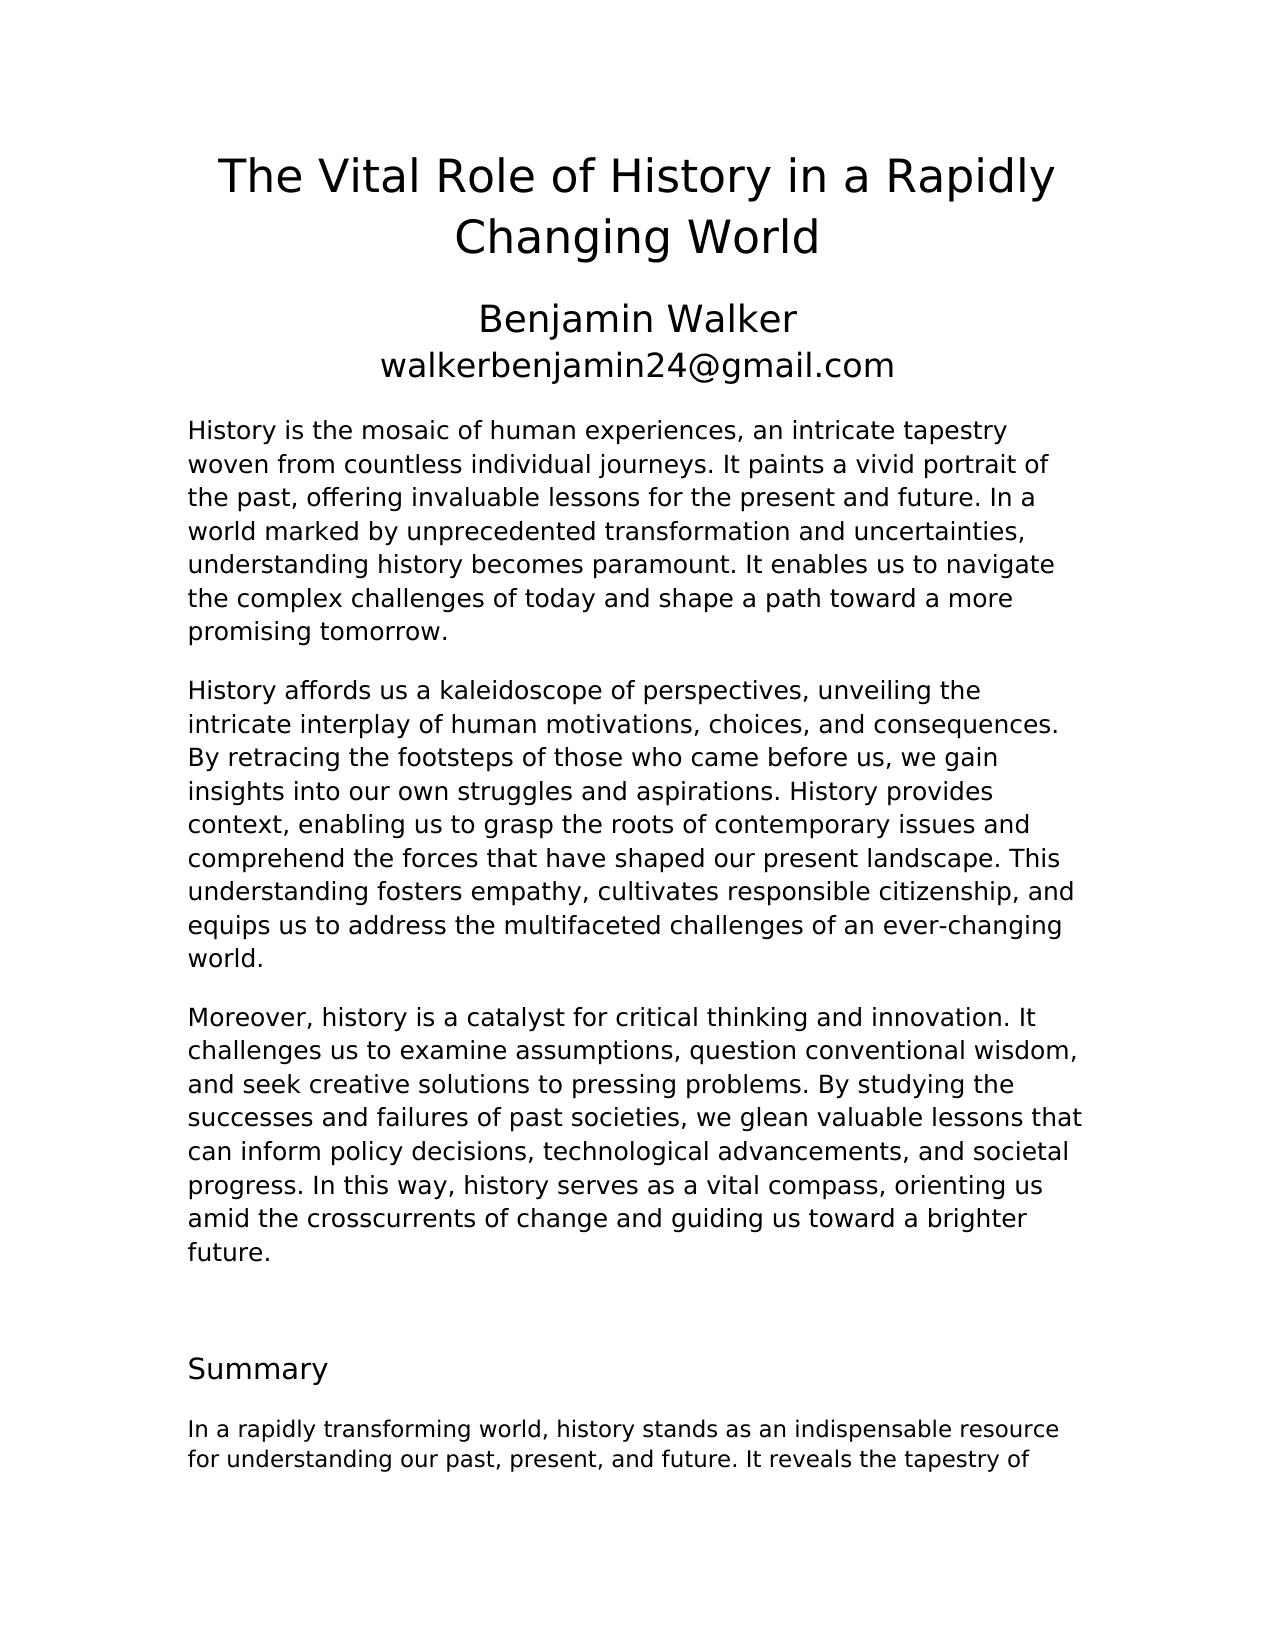 The Vital Role of History in a Rapidly
Changing World
Benjamin Walker
walkerbenjamin24@gmail.com
History is the mosaic of human experiences, an intricate tapestry
woven from countless individual journeys. It paints a vivid portrait of
the past, offering invaluable lessons for the present and future. In a
world marked by unprecedented transformation and uncertainties,
understanding history becomes paramount. It enables us to navigate
the complex challenges of today and shape a path toward a more
promising tomorrow.
History affords us a kaleidoscope of perspectives, unveiling the
intricate interplay of human motivations, choices, and consequences.
By retracing the footsteps of those who came before us, we gain
insights into our own struggles and aspirations. History provides
context, enabling us to grasp the roots of contemporary issues and
comprehend the forces that have shaped our present landscape. This
understanding fosters empathy, cultivates responsible citizenship, and
equips us to address the multifaceted challenges of an ever-changing
world.
Moreover, history is a catalyst for critical thinking and innovation. It
challenges us to examine assumptions, question conventional wisdom,
and seek creative solutions to pressing problems. By studying the
successes and failures of past societies, we glean valuable lessons that
can inform policy decisions, technological advancements, and societal
progress. In this way, history serves as a vital compass, orienting us
amid the crosscurrents of change and guiding us toward a brighter
future.
Summary
In a rapidly transforming world, history stands as an indispensable resource
for understanding our past, present, and future. It reveals the tapestry of